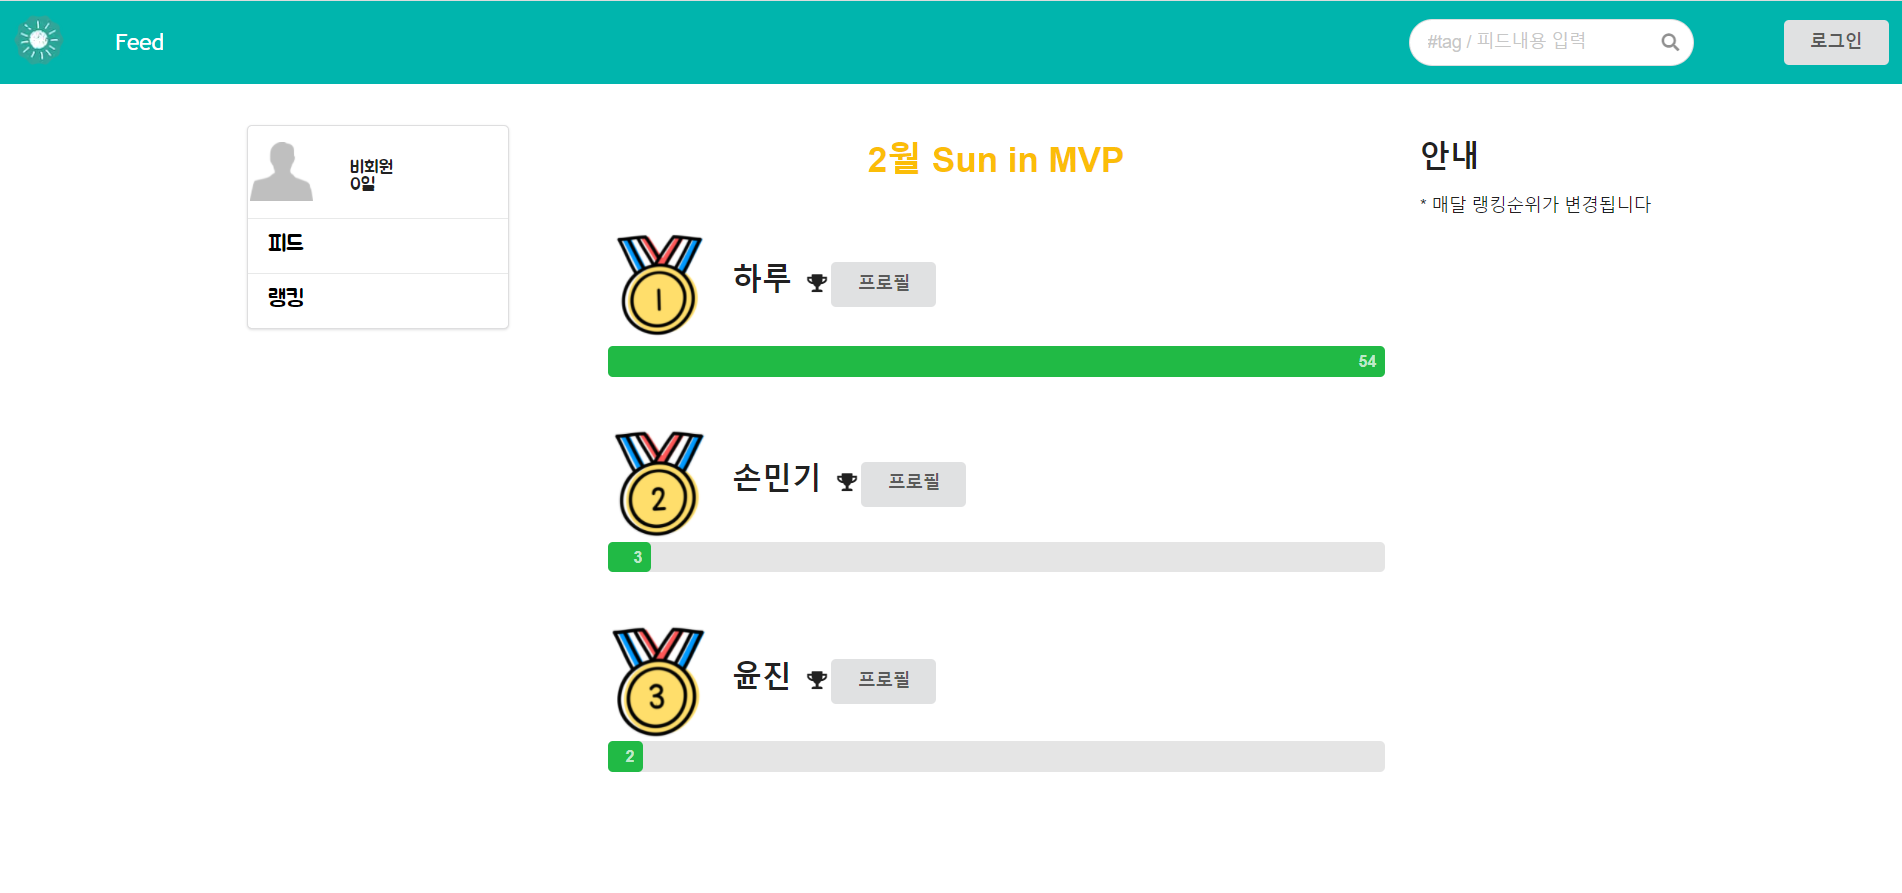 Feed
#tag / 피드내용 입력
로그인
비회원
0일
피드
랭킹
2월 Sun in MVP
1
하루
프로필
54
2
손민기
프로필
3
3
윤진
프로필
2
안내
* 매달 랭킹순위가 변경됩니다